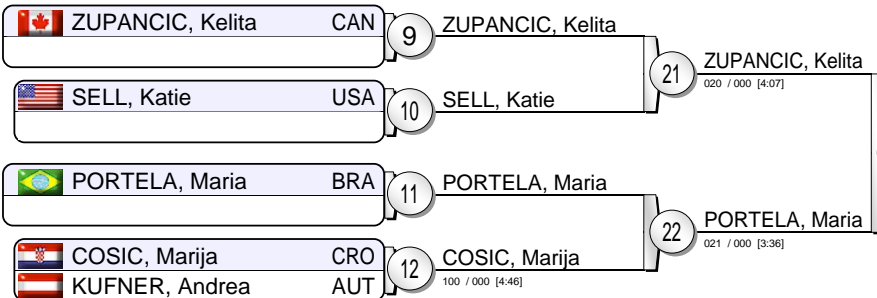 ZUPANCIC, Kelita CAN
9
ZUPANCIC, Kelita
SELL, Katie USA
10
SELL, Katie
21
ZUPANCIC, Kelita
020 / 000 [4:07]
PORTELA, Maria BRA
11
PORTELA, Maria
COSIC, Marija CRO
KUFNER, Andrea AUT
12
COSIC, Marija
100 / 000 [4:46]
22
PORTELA, Maria
021 / 000 [3:36]